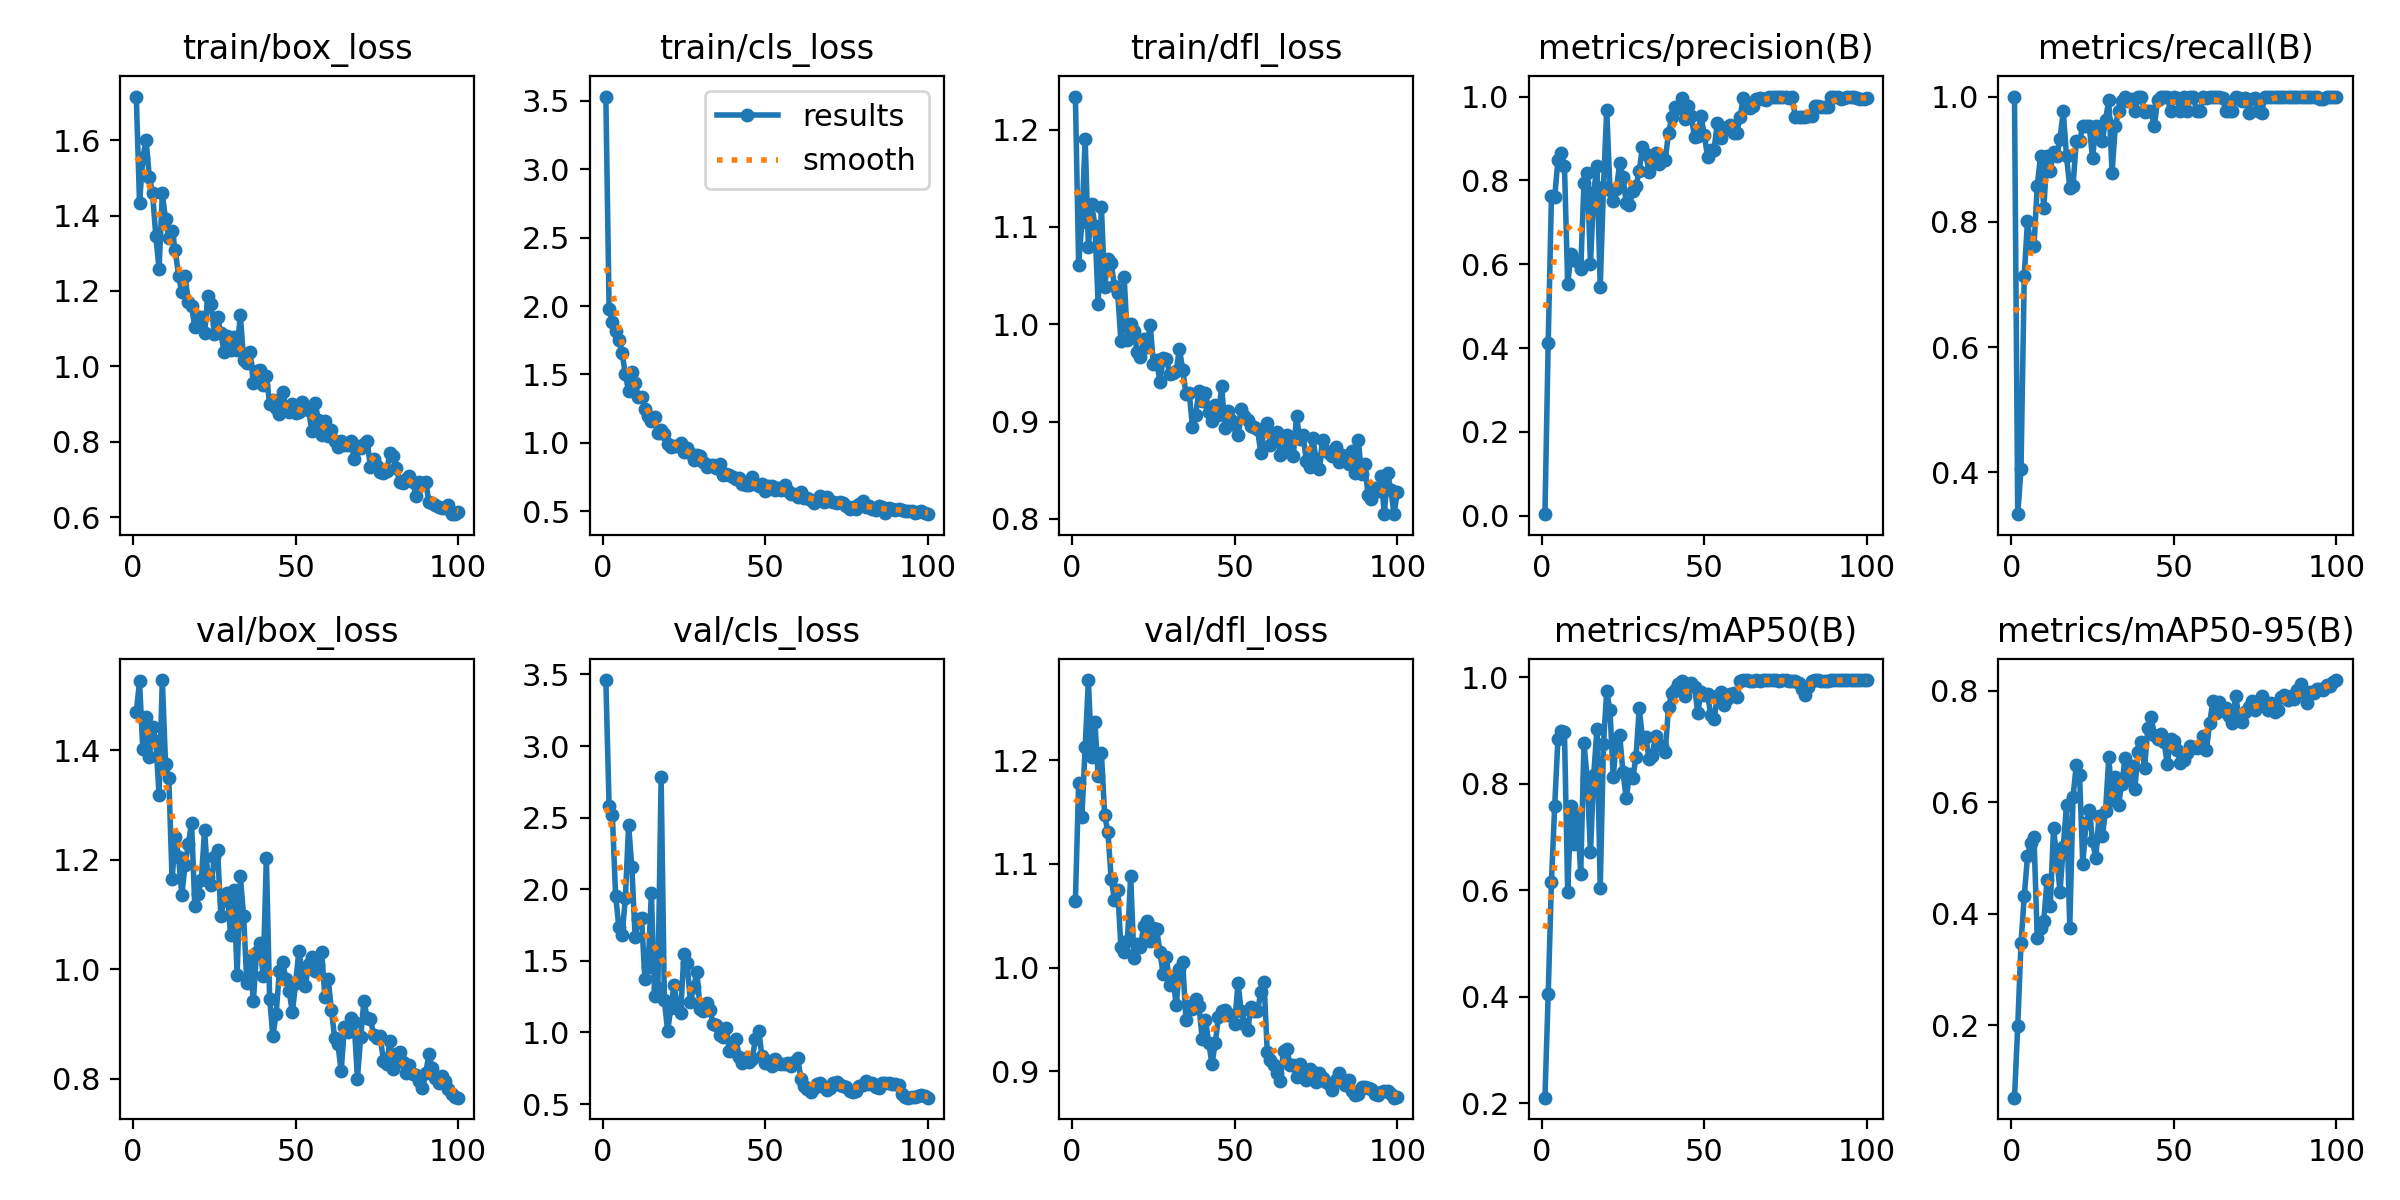 train/box_loss
1.6
1.4
1.2
1.0
0.8
0.6
0 50 100
train/cls_loss
results
smooth
3.5
3.0
2.5
2.0
1.5
1.0
0.5
0 50 100
train/dfl_loss
1.2
1.1
1.0
0.9
0.8
0 50 100
metrics/precision(B)
1.0
0.8
0.6
0.4
0.2
0.0
0 50 100
metrics/recall(B)
1.0
0.8
0.6
0.4
0 50 100
val/box_loss
1.4
1.2
1.0
0.8
0 50 100
val/cls_loss
3.5
3.0
2.5
2.0
1.5
1.0
0.5
0 50 100
val/dfl_loss
1.2
1.1
1.0
0.9
0 50 100
metrics/mAP50(B)
1.0
0.8
0.6
0.4
0.2
0 50 100
metrics/mAP50-95(B)
0.8
0.6
0.4
0.2
0 50 100